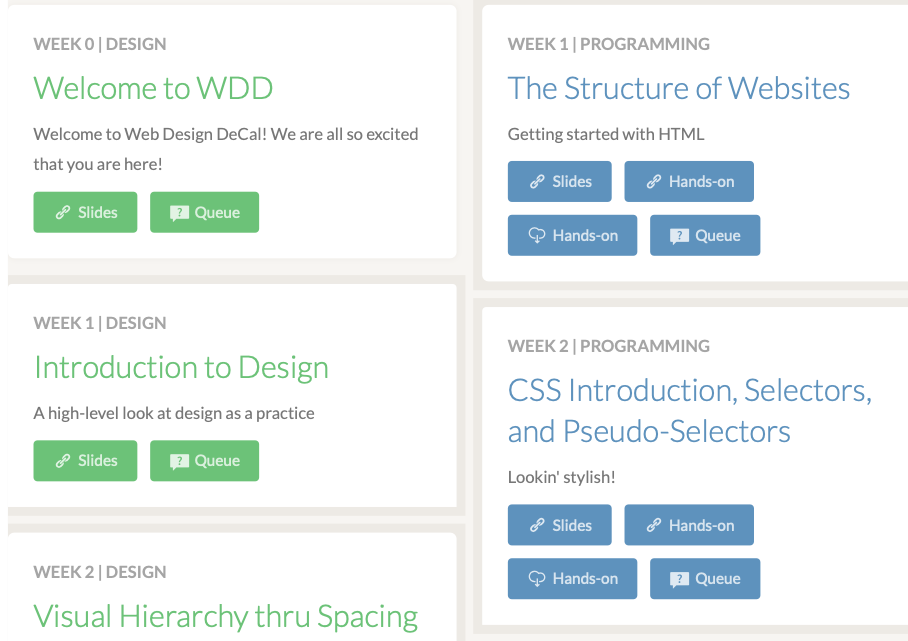 WEEK 0 | DESIGN
Welcome to WDD
Welcome to Web Design DeCal! We are all so excited
that you are here!
Slides
Queue
WEEK 1 | DESIGN
Introduction to Design
A high-level look at design as a practice
Slides
Queue
WEEK 2 | DESIGN
Visual Hierarchy thru Spacing
WEEK 1 | PROGRAMMING
The Structure of Websites
Getting started with HTML
Slides
Hands-on
Hands-on
Queue
WEEK 2 | PROGRAMMING
CSS Introduction, Selectors,
and Pseudo-Selectors
Lookin' stylish!
Slides
Hands-on
Hands-on
Queue